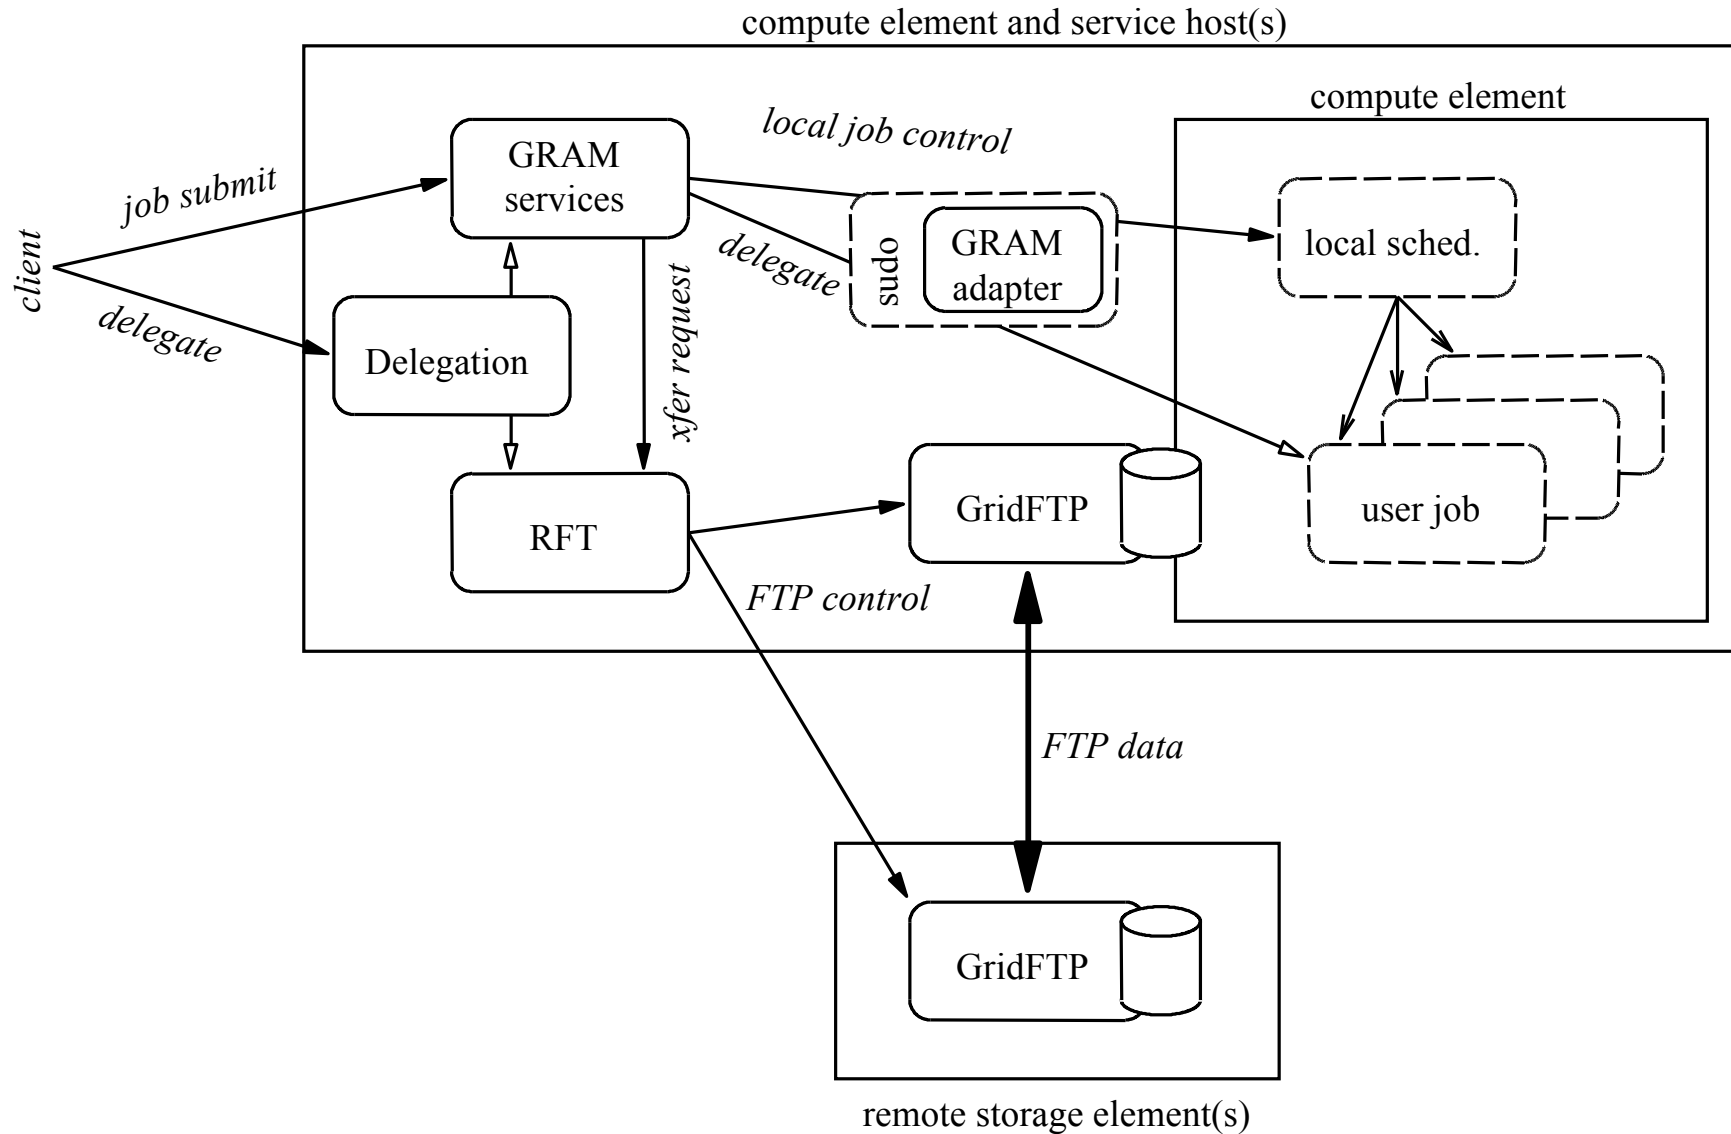 compute element and service host(s)
compute element
local job control
GRAM
services
job submit
client
delegate
delegate
sudo
GRAM
adapter
local sched.
Delegation
xfer request
RFT
GridFTP
user job
FTP control
FTP data
GridFTP
remote storage element(s)